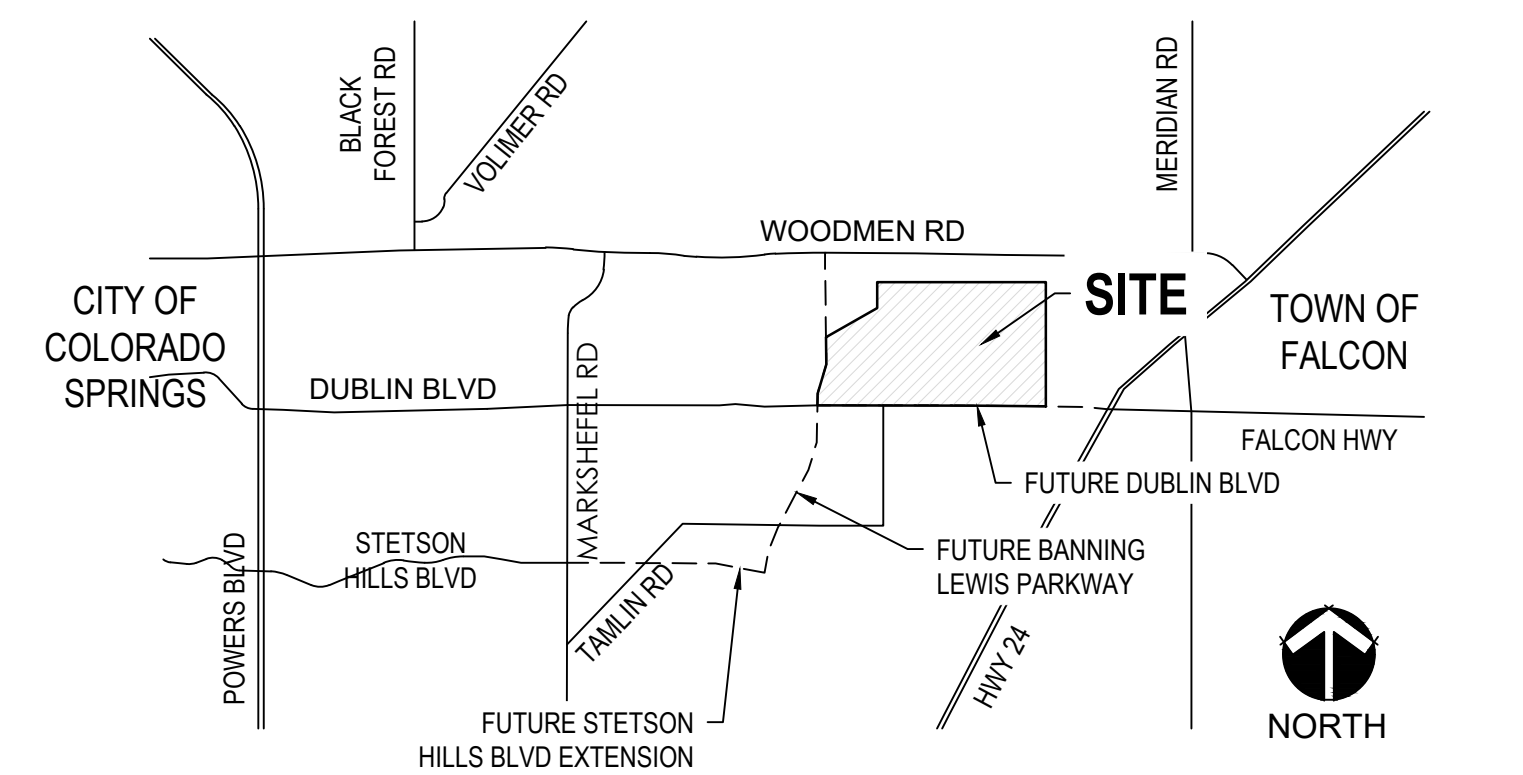 BLACK
FOREST RD
VOLIMER RD
MERIDIAN RD
WOODMEN RD
CITY OF
COLORADO
SPRINGS
SITE
TOWN OF
FALCON
DUBLIN BLVD
MARKSHEFEL RD
FALCON HWY
FUTURE DUBLIN BLVD
POWERS BLVD
STETSON
HILLS BLVD
TAMLIN RD
FUTURE BANNING
LEWIS PARKWAY
HWY 24
FUTURE STETSON
HILLS BLVD EXTENSION
NORTH